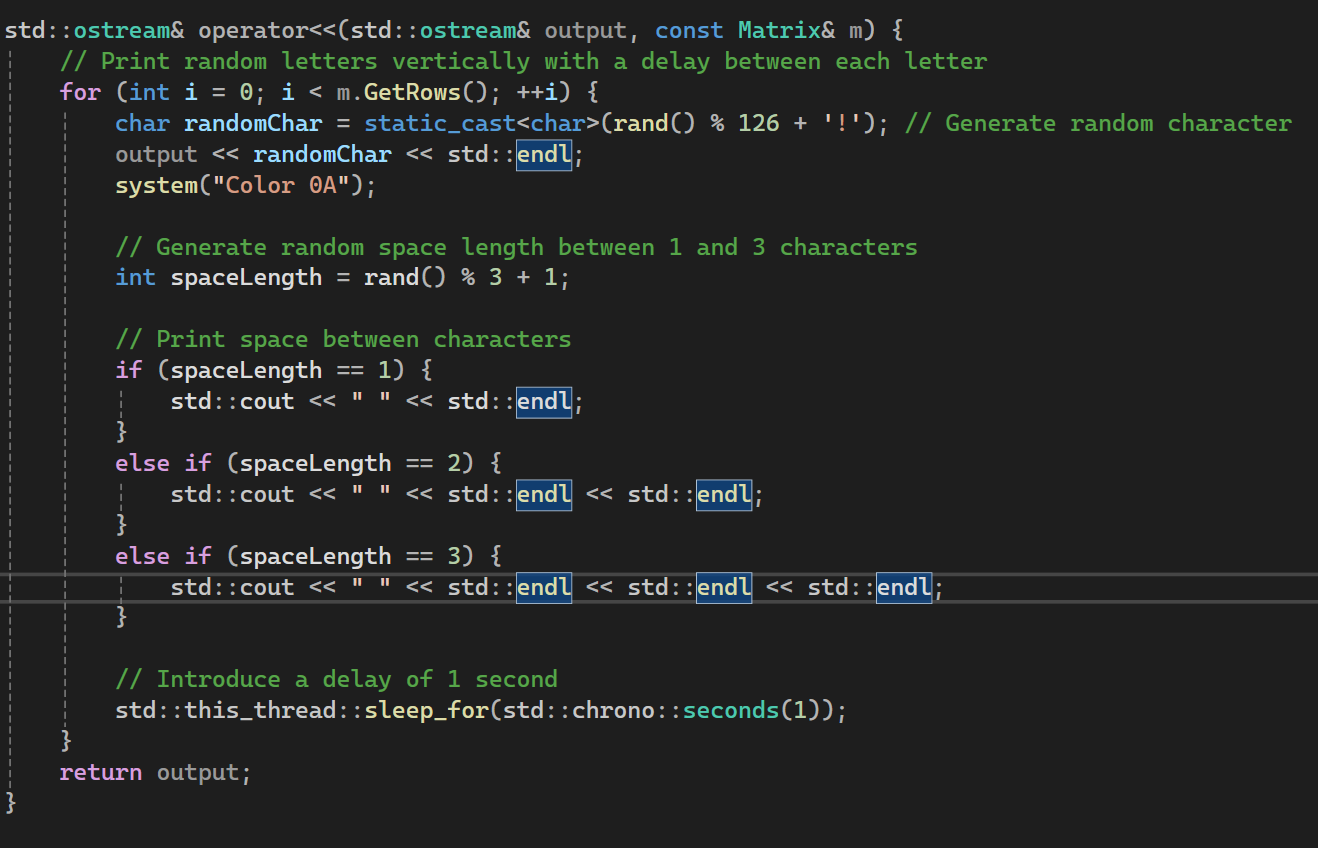 std::ostream& operator<<(std::ostream& output, const Matrix& m) {
    // Print random letters vertically with a delay between each letter
    for (int i = 0; i < m.GetRows(); ++i) {
        char randomChar = static_cast<char>(rand() % 126 + '!'); // Generate random character
        output << randomChar << std::endl;
        system("Color 0A");

        // Generate random space length between 1 and 3 characters
        int spaceLength = rand() % 3 + 1;

        // Print space between characters
        if (spaceLength == 1) {
            std::cout << " " << std::endl;
        }
        else if (spaceLength == 2) {
            std::cout << " " << std::endl << std::endl;
        }
        else if (spaceLength == 3) {
            std::cout << " " << std::endl << std::endl << std::endl;
        }

        // Introduce a delay of 1 second
        std::this_thread::sleep_for(std::chrono::seconds(1));
    }
    return output;
}